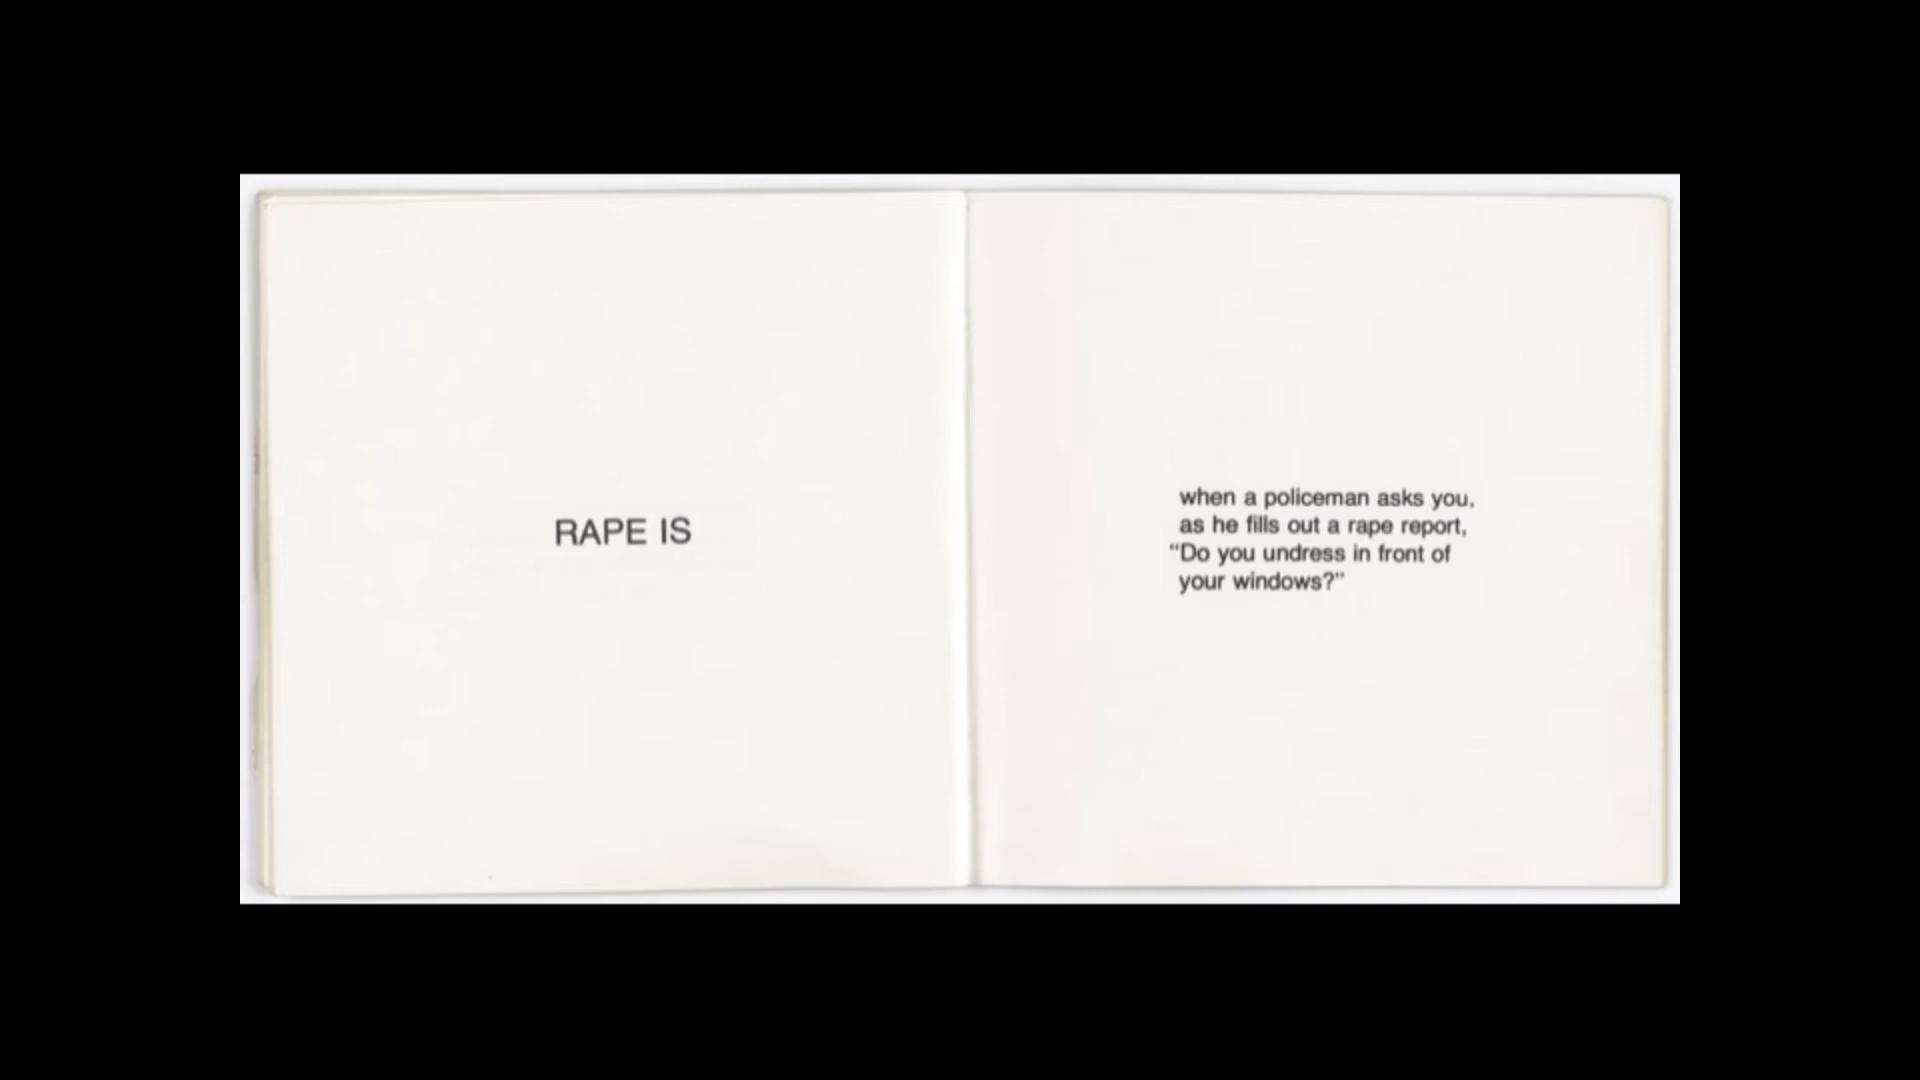 RAPE IS
when a policeman asks you,
as he fills out a rape report,
“Do you undress in front of
your windows?”